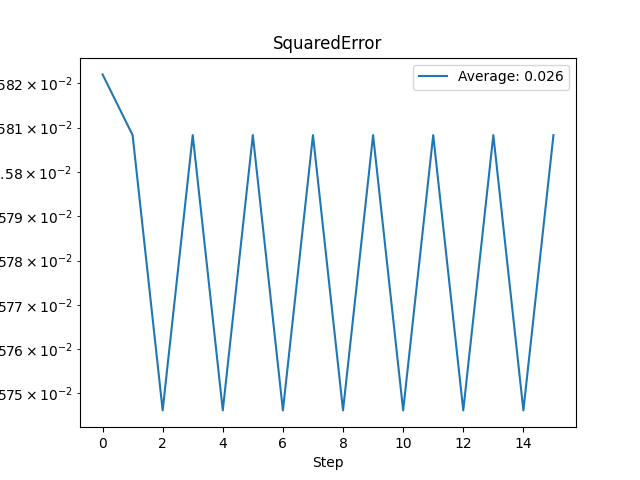 SquaredError
Average: 0.026
582 × 10⁻²
581 × 10⁻²
.58 × 10⁻²
579 × 10⁻²
578 × 10⁻²
577 × 10⁻²
576 × 10⁻²
575 × 10⁻²
0 2 4 6 8 10 12 14
Step